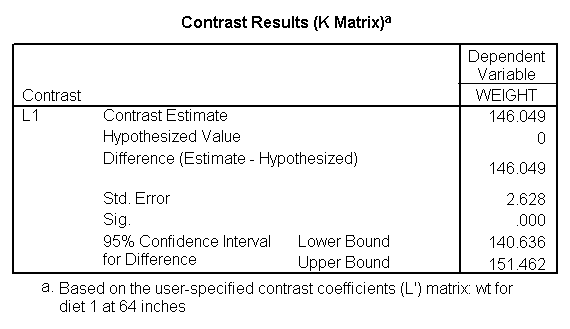 Contrast Results (K Matrix)a
Dependent
Variable
Contrast WEIGHT
L1 Contrast Estimate 146.049
Hypothesized Value 0
Difference (Estimate - Hypothesized) 146.049
Std. Error 2.628
Sig. .000
95% Confidence Interval Lower Bound 140.636
for Difference Upper Bound 151.462
a. Based on the user-specified contrast coefficients (L') matrix: wt for
diet 1 at 64 inches